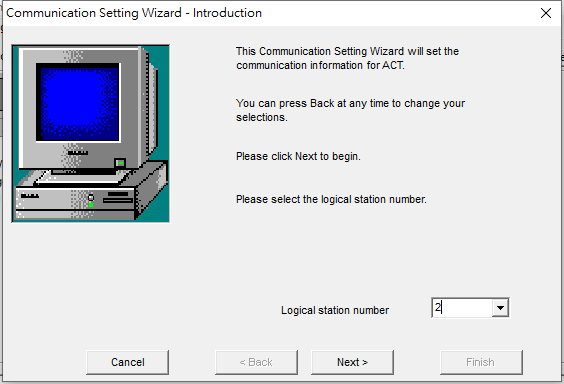 Communication Setting Wizard - Introduction
This Communication Setting Wizard will set the
communication information for ACT.
You can press Back at any time to change your
selections.
Please click Next to begin.
Please select the logical station number.
Logical station number
2
Cancel
< Back
Next >
Finish